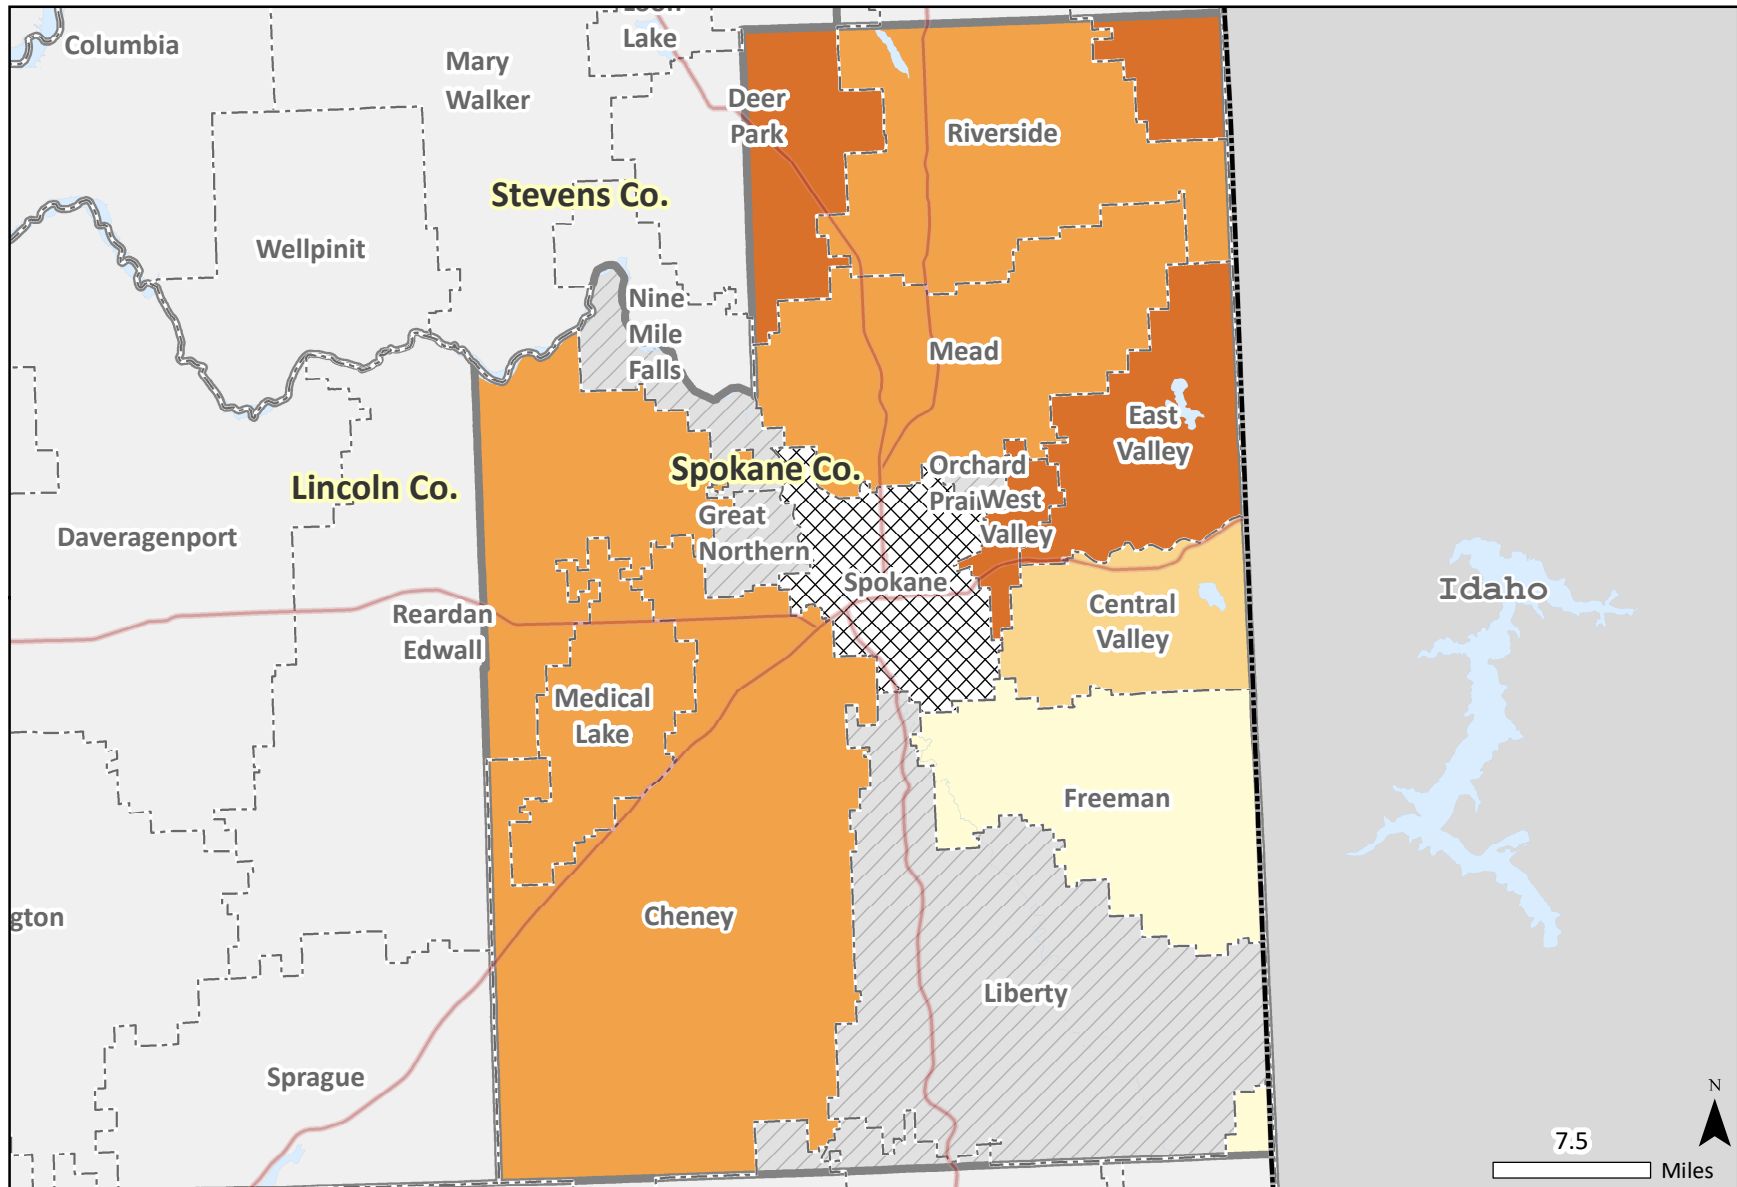 Columbia
Loon
Lake
Mary
Walker
Deer
Park
Riverside
Stevens Co.
Wellpinit
Nine
Mile
Falls
Mead
East
Valley
Spokane Co.
Orchard
Lincoln Co.
West
Valley
Great
Northern
Daveragenport
Spokane
Idaho
Central
Valley
Reardan
Edwall
Medical
Lake
Freeman
gton
Cheney
Liberty
Sprague
N
7.5
Miles